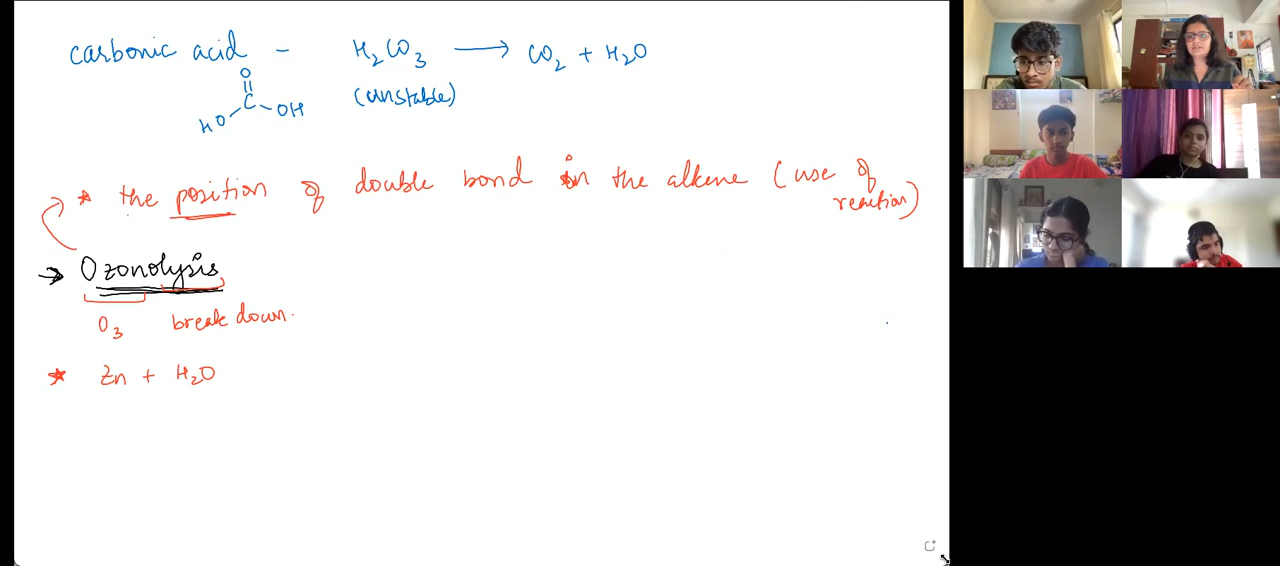 carbonic acid - H₂CO₃ → CO₂ + H₂O
O
C
HO OH (unstable)
* the position of double bond in the alkene (use of reaction)
→ Ozonolysis
O₃ break down.
* Zn + H₂O